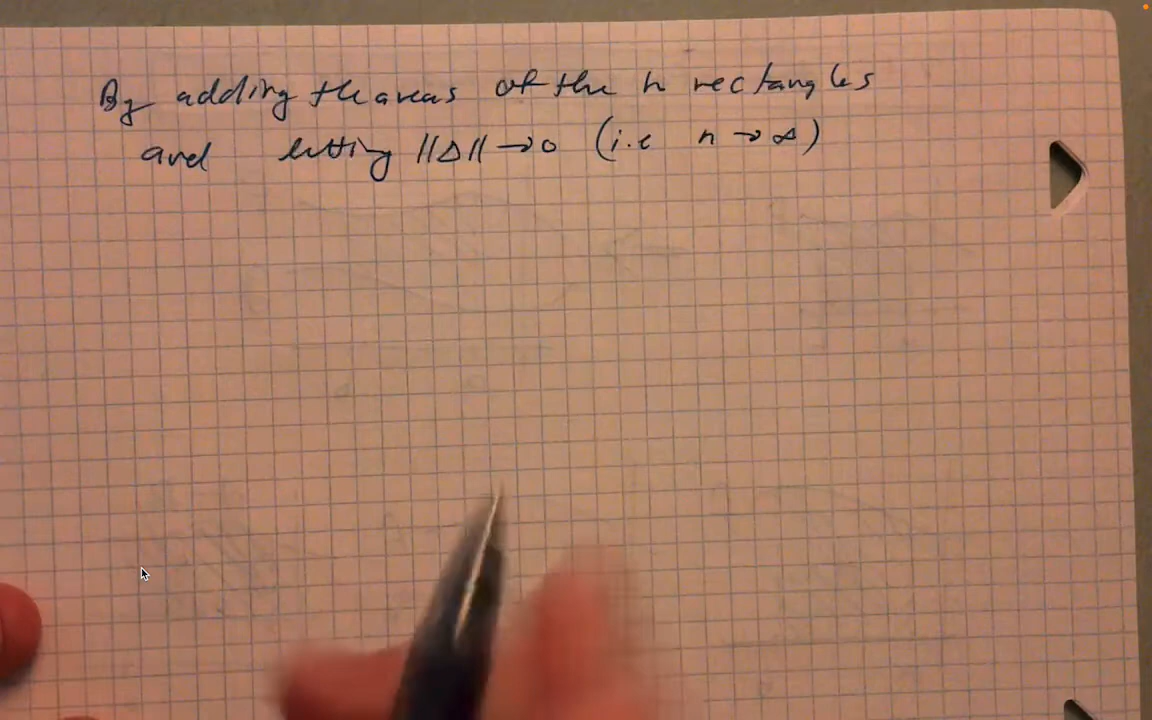 By adding the areas of the n rectangles
and letting ||Δ|| → 0 (i.e n → ∞)